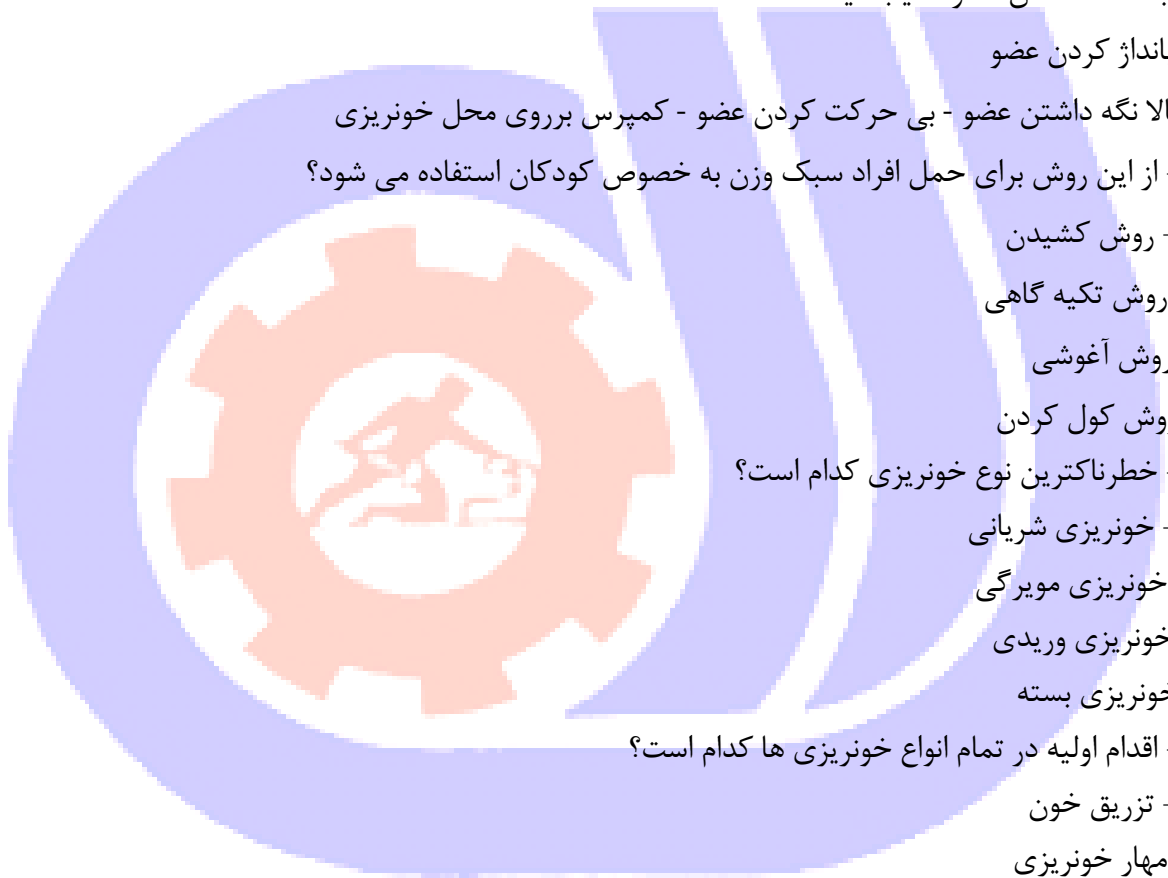 بانداژ کردن عضو
بالا نگه داشتن عضو - بی حرکت کردن عضو - کمپرس برروی محل خونریزی
- از این روش برای حمل افراد سبک وزن به خصوص کودکان استفاده می شود؟
- روش کشیدن
روش تکیه گاهی
روش آغوشی
روش کول کردن
- خطرناکترین نوع خونریزی کدام است؟
- خونریزی شریانی
خونریزی مویرگی
خونریزی وریدی
خونریزی بسته
- اقدام اولیه در تمام انواع خونریزی ها کدام است؟
- تزریق خون
مهار خونریزی